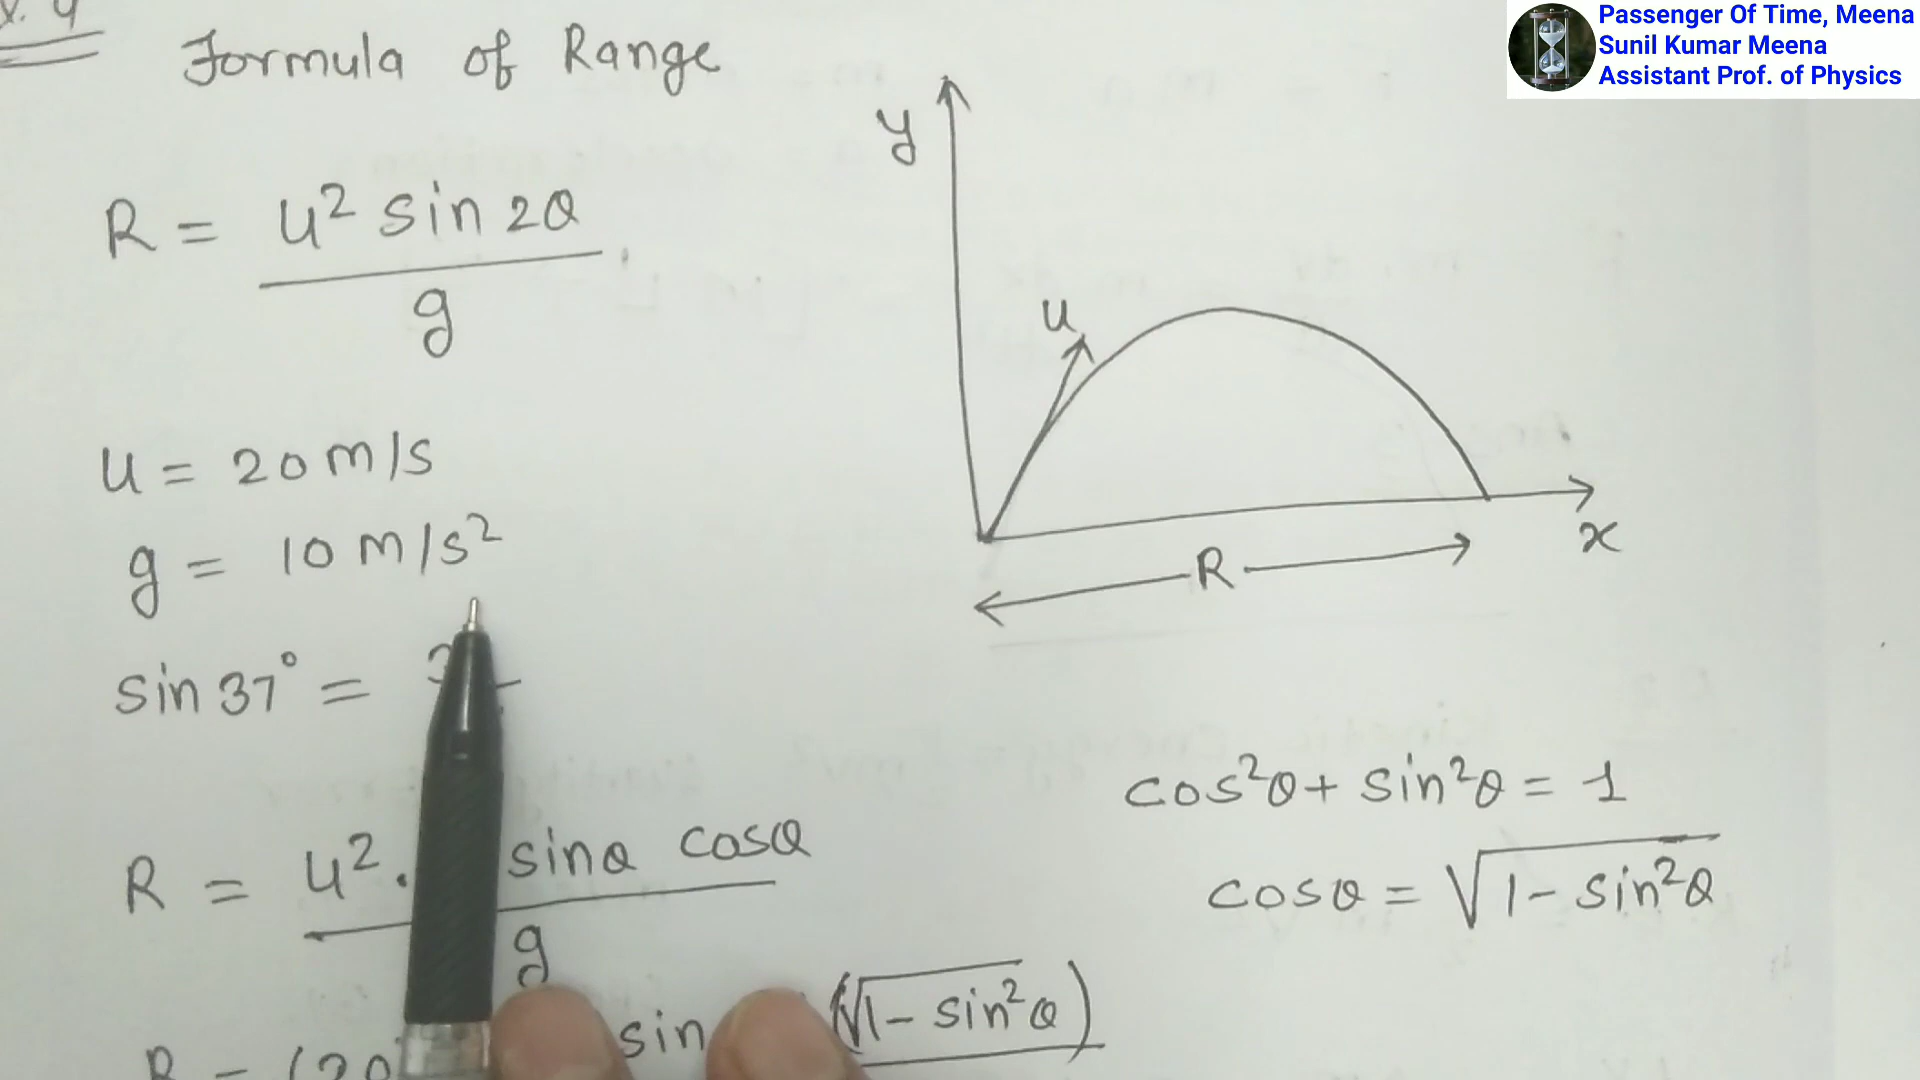 Passenger Of Time, Meena
Sunil Kumar Meena
Assistant Prof. of Physics
Formula of Range
R = u² sin 2θ
g
y
u
R
x
u = 20 m/s
g = 10 m/s²
sin 37° =
R = u². sinθ cosθ
g
cos²θ + sin²θ = 1
cosθ = √1 - sin²θ
R = (20 sin (√1 - sin²θ)